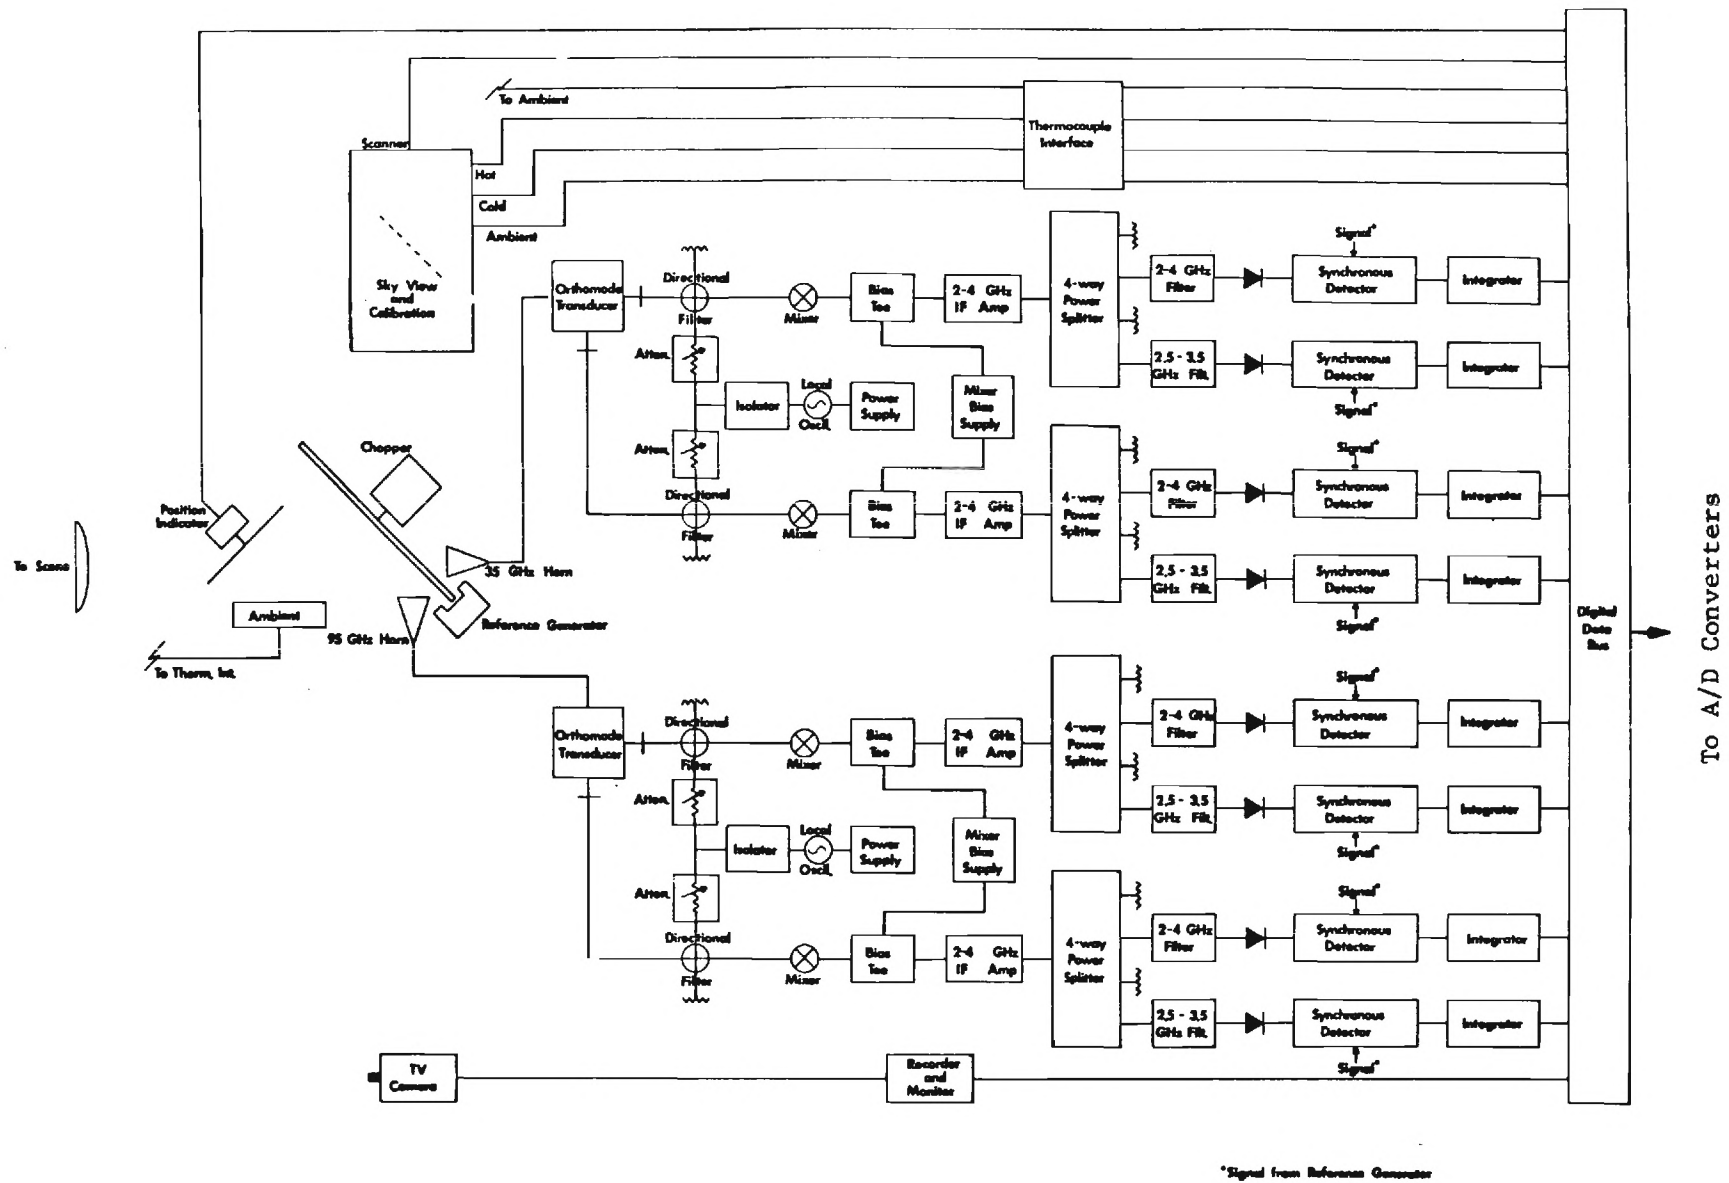 To Ambient
Scanner
Thermocouple
Interface
Hot
Cold
Ambient
Sky View
and
Calibration
Orthomode
Transducer
Directional
Filter
Mixer
Bias
Tee
2-4 GHz
IF Amp
4-way
Power
Splitter
2-4 GHz
Filter
Signal*
Synchronous
Detector
Integrator
Atten.
2.5 - 3.5
GHz Filt.
Synchronous
Detector
Integrator
Signal*
Isolator
Local
Oscil.
Power
Supply
Mixer
Bias
Supply
Atten.
Directional
Filter
Mixer
Bias
Tee
2-4 GHz
IF Amp
4-way
Power
Splitter
Signal*
2-4 GHz
Filter
Synchronous
Detector
Integrator
2.5 - 3.5
GHz Filt.
Synchronous
Detector
Integrator
Signal*
Chopper
Position
Indicator
To Scene
35 GHz Horn
Ambient
95 GHz Horn
Reference Generator
To Therm. Int.
Digital
Data
Bus
To A/D Converters
Orthomode
Transducer
Directional
Filter
Mixer
Bias
Tee
2-4 GHz
IF Amp
4-way
Power
Splitter
Signal*
2-4 GHz
Filter
Synchronous
Detector
Integrator
Atten.
2.5 - 3.5
GHz Filt.
Synchronous
Detector
Integrator
Signal*
Isolator
Local
Oscil.
Power
Supply
Mixer
Bias
Supply
Atten.
Directional
Filter
Mixer
Bias
Tee
2-4 GHz
IF Amp
4-way
Power
Splitter
Signal*
2-4 GHz
Filter
Synchronous
Detector
Integrator
2.5 - 3.5
GHz Filt.
Synchronous
Detector
Integrator
Signal*
TV
Camera
Recorder
and
Monitor
*Signal from Reference Generator